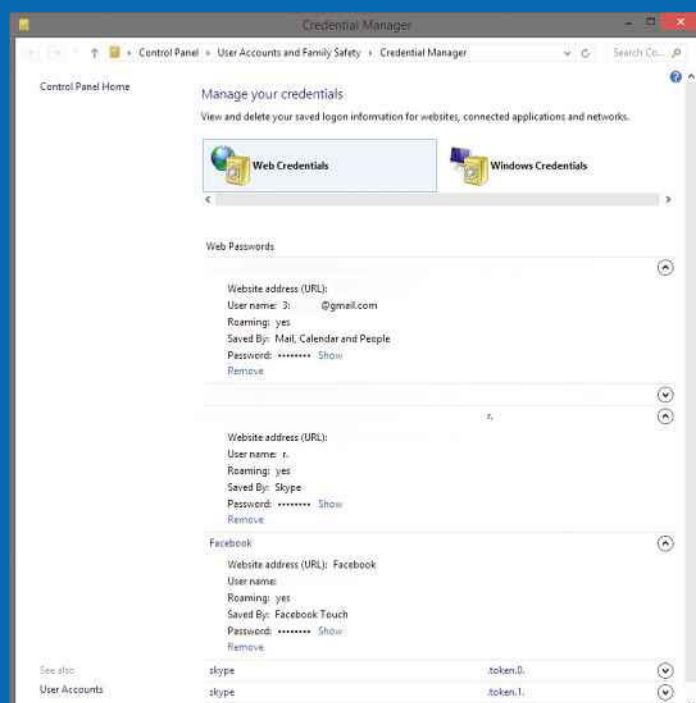 Credential Manager
Control Panel User Accounts and Family Safety Credential Manager Search Co...
Control Panel Home
Manage your credentials
View and delete your saved logon information for websites, connected applications and networks.
Web Credentials Windows Credentials
Web Passwords
Website address (URL):
User name: 3: @gmail.com
Roaming: yes
Saved By: Mail, Calendar and People
Password: •••••••• Show
Remove
r.
Website address (URL):
User name: r.
Roaming: yes
Saved By: Skype
Password: •••••••• Show
Remove
Facebook
Website address (URL): Facebook
User name:
Roaming: yes
Saved By: Facebook Touch
Password: •••••••• Show
Remove
See also skype .token.0.
User Accounts skype .token.1.